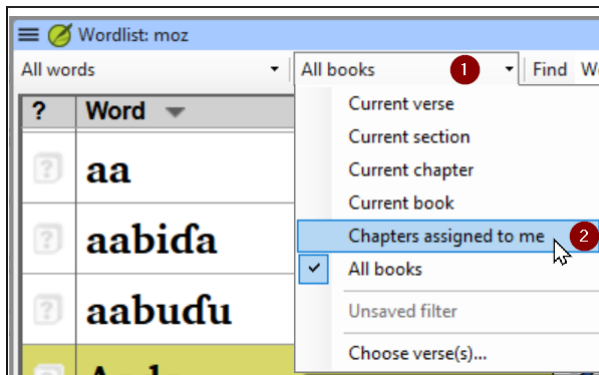 Wordlist: moz
All words
All books
1
Find
? Word
aa
aabiɗa
aabuɗu
Current verse
Current section
Current chapter
Current book
Chapters assigned to me
2
All books
Unsaved filter
Choose verse(s)...